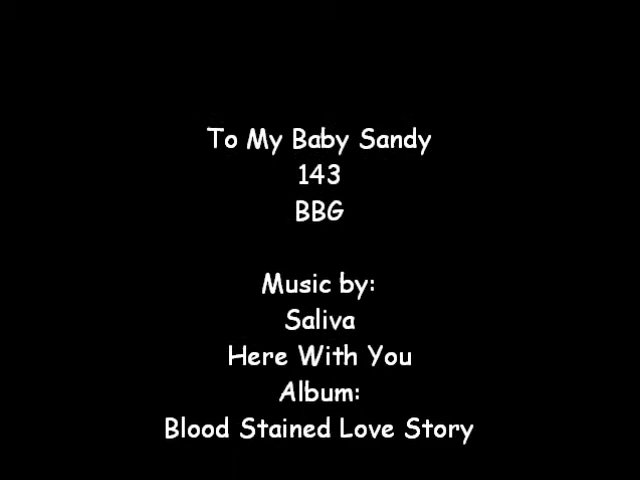 To My Baby Sandy
143
BBG
Music by:
Saliva
Here With You
Album:
Blood Stained Love Story